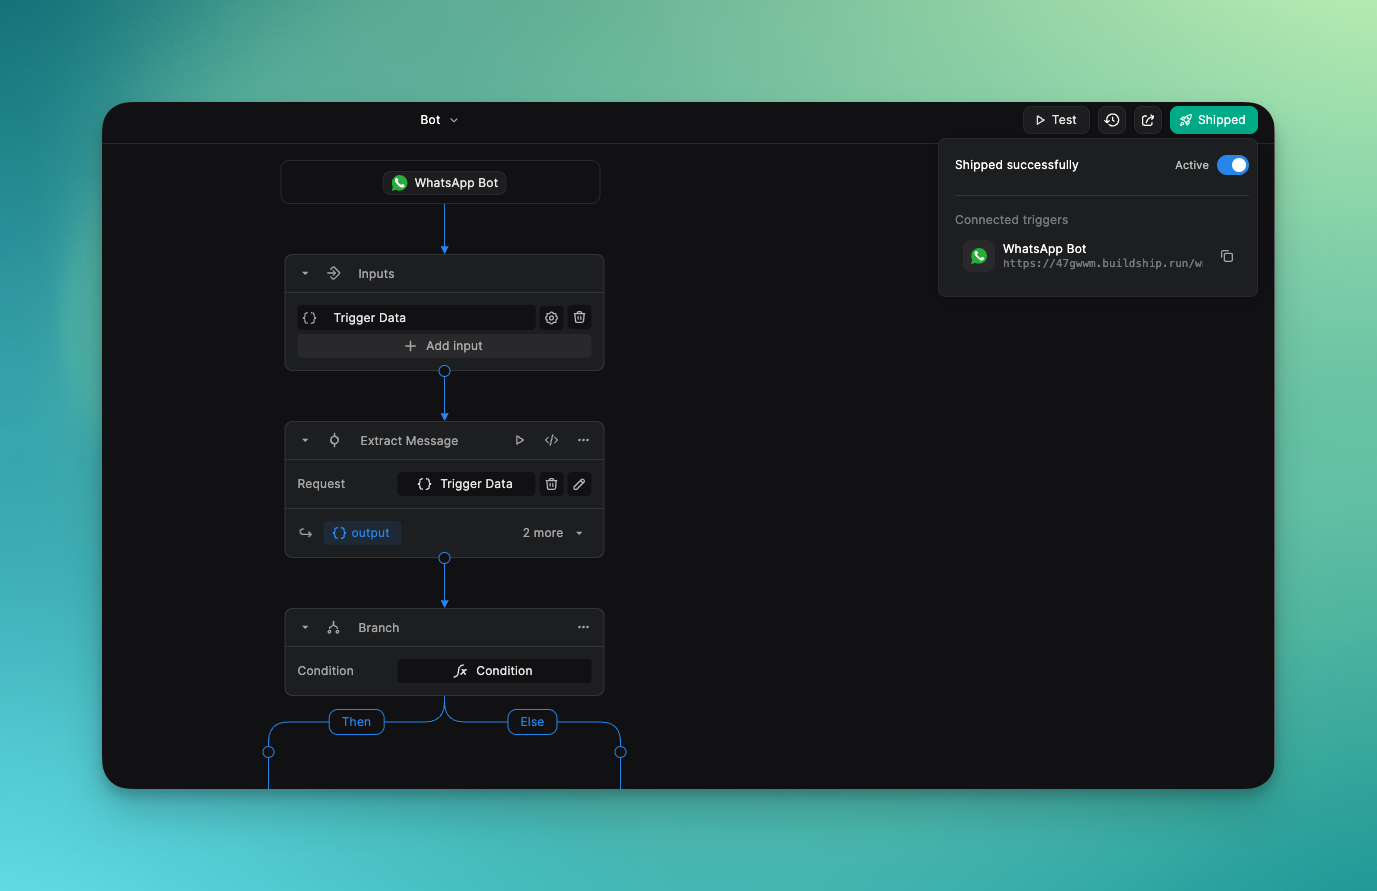 Bot
Test
Shipped
Shipped successfully
Active
Connected triggers
WhatsApp Bot
https://47gwwm.buildship.run/w
WhatsApp Bot
Inputs
{} Trigger Data
+ Add input
Extract Message
</>
...
Request
{} Trigger Data
{} output
2 more
Branch
...
Condition
fx Condition
Then
Else